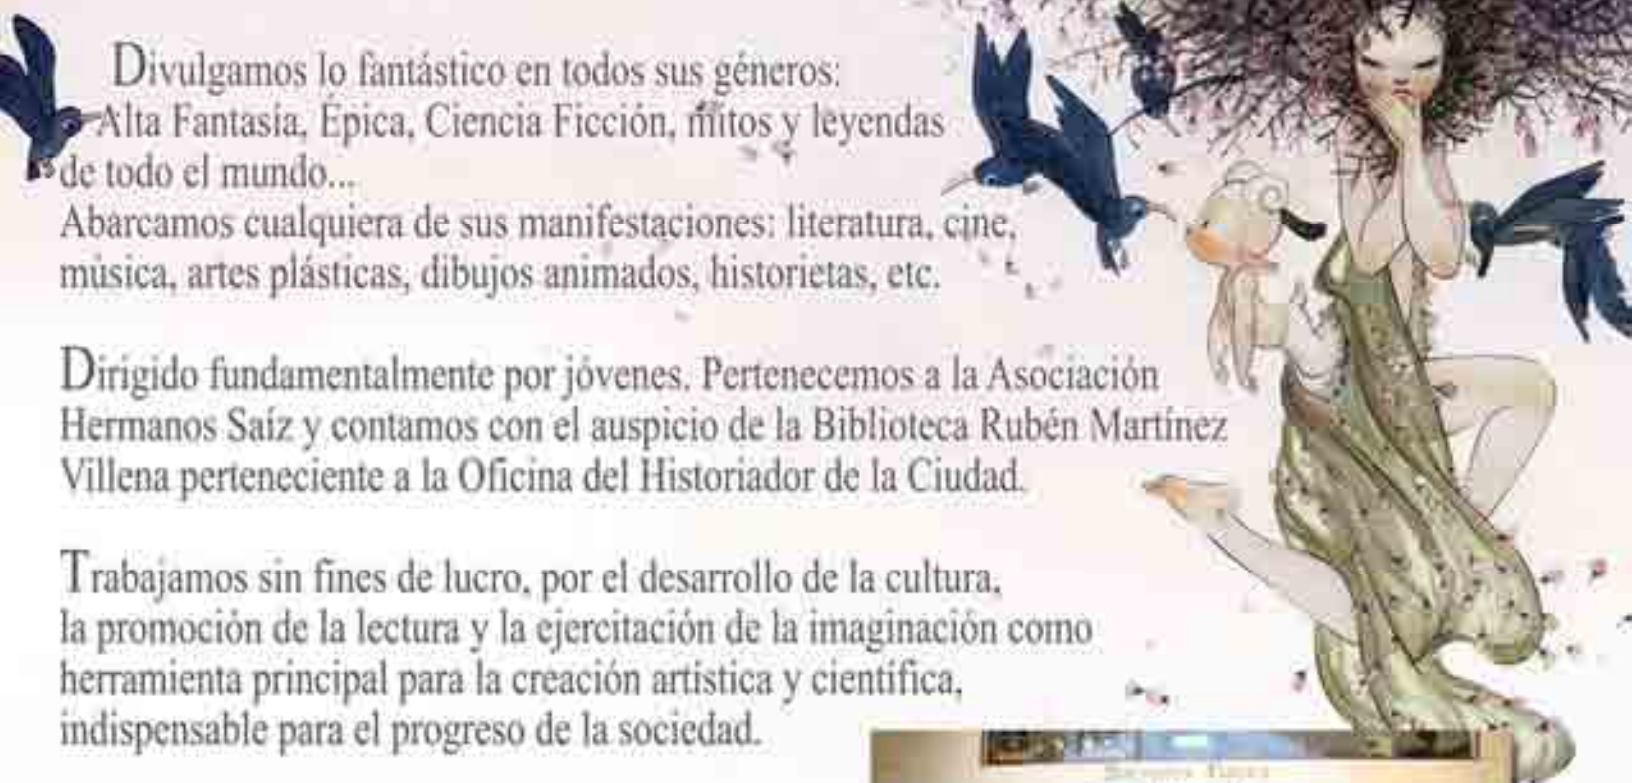 Divulgamos lo fantástico en todos sus géneros:
Alta Fantasía, Épica, Ciencia Ficción, mitos y leyendas
de todo el mundo...
Abarcamos cualquiera de sus manifestaciones: literatura, cine,
música, artes plásticas, dibujos animados, historietas, etc.
Dirigido fundamentalmente por jóvenes. Pertenecemos a la Asociación
Hermanos Saíz y contamos con el auspicio de la Biblioteca Rubén Martínez
Villena perteneciente a la Oficina del Historiador de la Ciudad.
Trabajamos sin fines de lucro, por el desarrollo de la cultura,
la promoción de la lectura y la ejercitación de la imaginación como
herramienta principal para la creación artística y científica,
indispensable para el progreso de la sociedad.